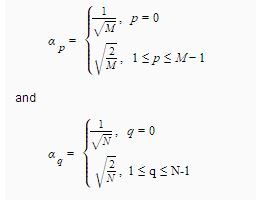 α_p = { 1/√M, p = 0
√(2/M), 1 ≤ p ≤ M - 1
and
α_q = { 1/√N, q = 0
√(2/N), 1 ≤ q ≤ N-1